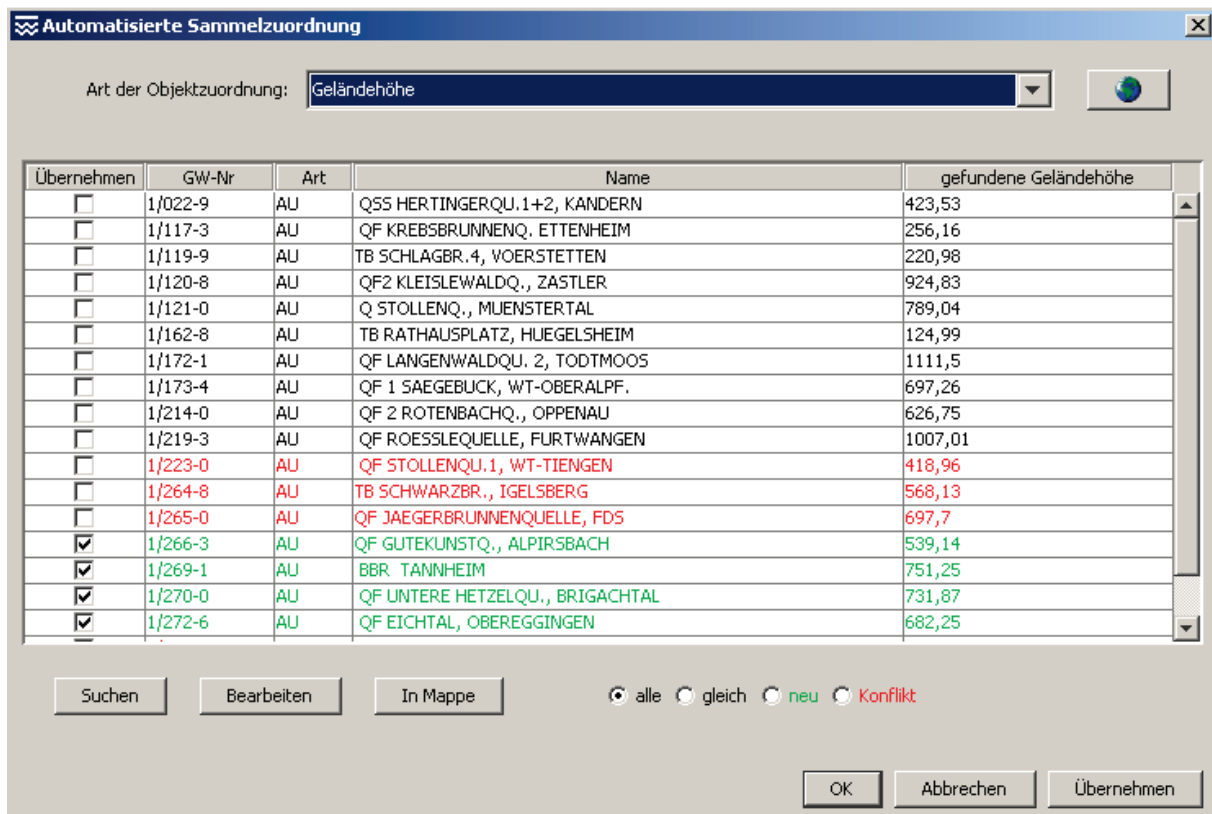 Automatisierte Sammelzuordnung
Art der Objektzuordnung: Geländehöhe
Übernehmen GW-Nr Art Name gefundene Geländehöhe
1/022-9 AU QSS HERTINGERQU.1+2, KANDERN 423,53
1/117-3 AU QF KREBSBRUNNENQ. ETTENHEIM 256,16
1/119-9 AU TB SCHLAGBR.4, VOERSTETTEN 220,98
1/120-8 AU QF2 KLEISLEWALDQ., ZASTLER 924,83
1/121-0 AU Q STOLLENQ., MUENSTERTAL 789,04
1/162-8 AU TB RATHAUSPLATZ, HUEGELSHEIM 124,99
1/172-1 AU QF LANGENWALDQU. 2, TODTMOOS 1111,5
1/173-4 AU QF 1 SAEGEBUCK, WT-OBERALPF. 697,26
1/214-0 AU QF 2 ROTENBACHQ., OPPENAU 626,75
1/219-3 AU QF ROESSLEQUELLE, FURTWANGEN 1007,01
1/223-0 AU QF STOLLENQU.1, WT-TIENGEN 418,96
1/264-8 AU TB SCHWARZBR., IGELSBERG 568,13
1/265-0 AU QF JAEGERBRUNNENQUELLE, FDS 697,7
1/266-3 AU QF GUTEKUNSTQ., ALPIRSBACH 539,14
1/269-1 AU BBR TANNHEIM 751,25
1/270-0 AU QF UNTERE HETZELQU., BRIGACHTAL 731,87
1/272-6 AU QF EICHTAL, OBEREGGINGEN 682,25
Suchen Bearbeiten In Mappe alle gleich neu Konflikt
OK Abbrechen Übernehmen